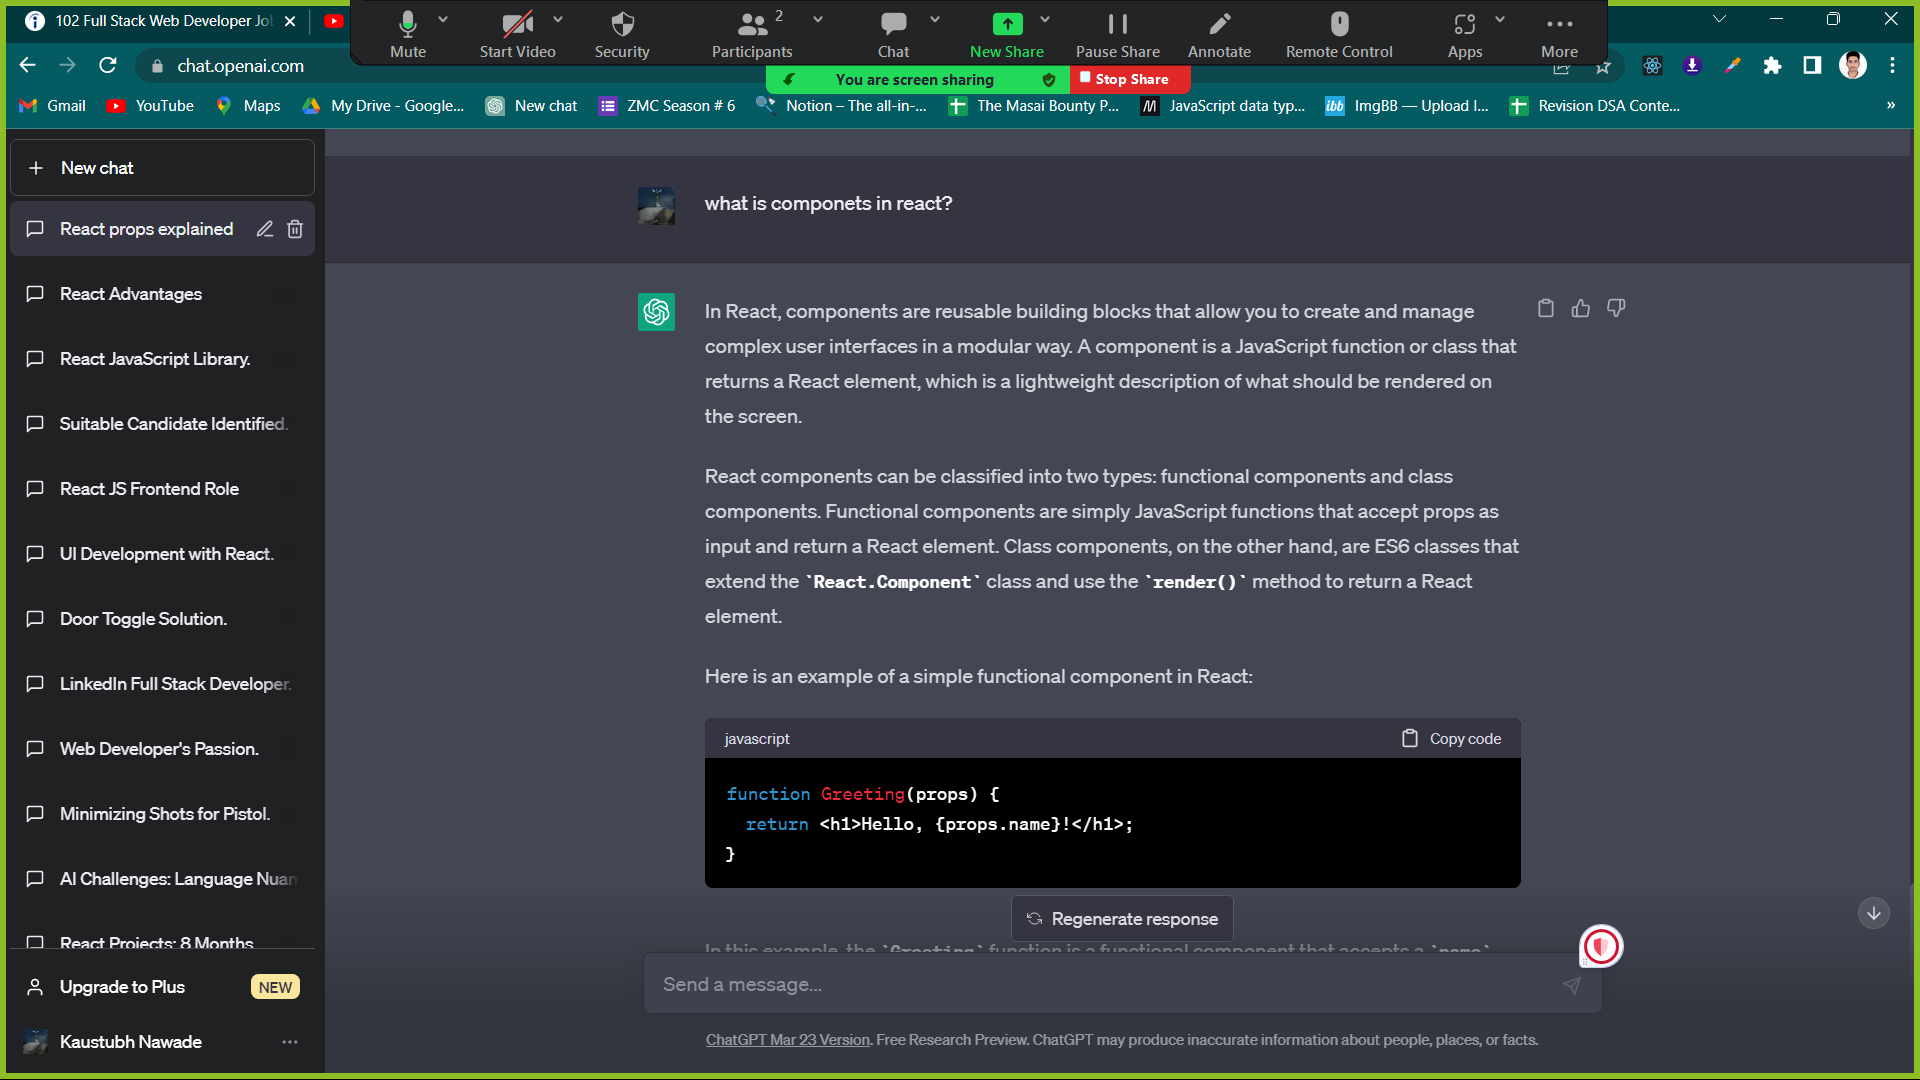 102 Full Stack Web Developer Jo
Mute
Start Video
Security
Participants
2
Chat
New Share
Pause Share
Annotate
Remote Control
Apps
More
chat.openai.com
You are screen sharing
Stop Share
Gmail
YouTube
Maps
My Drive - Google...
New chat
ZMC Season # 6
Notion – The all-in-...
The Masai Bounty P...
JavaScript data typ...
ibb
ImgBB — Upload I...
Revision DSA Conte...
»
New chat
React props explained
React Advantages
React JavaScript Library.
Suitable Candidate Identified.
React JS Frontend Role
UI Development with React.
Door Toggle Solution.
LinkedIn Full Stack Developer.
Web Developer's Passion.
Minimizing Shots for Pistol.
AI Challenges: Language Nuan
React Projects: 8 Months
Upgrade to Plus
NEW
Kaustubh Nawade
what is componets in react?
In React, components are reusable building blocks that allow you to create and manage
complex user interfaces in a modular way. A component is a JavaScript function or class that
returns a React element, which is a lightweight description of what should be rendered on
the screen.
React components can be classified into two types: functional components and class
components. Functional components are simply JavaScript functions that accept props as
input and return a React element. Class components, on the other hand, are ES6 classes that
extend the `React.Component` class and use the `render()` method to return a React
element.
Here is an example of a simple functional component in React:
javascript
Copy code
function Greeting(props) {
  return <h1>Hello, {props.name}!</h1>;
}
Regenerate response
In this example, the `Greeting` function is a functional component that accepts a `name`
Send a message...
ChatGPT Mar 23 Version. Free Research Preview. ChatGPT may produce inaccurate information about people, places, or facts.